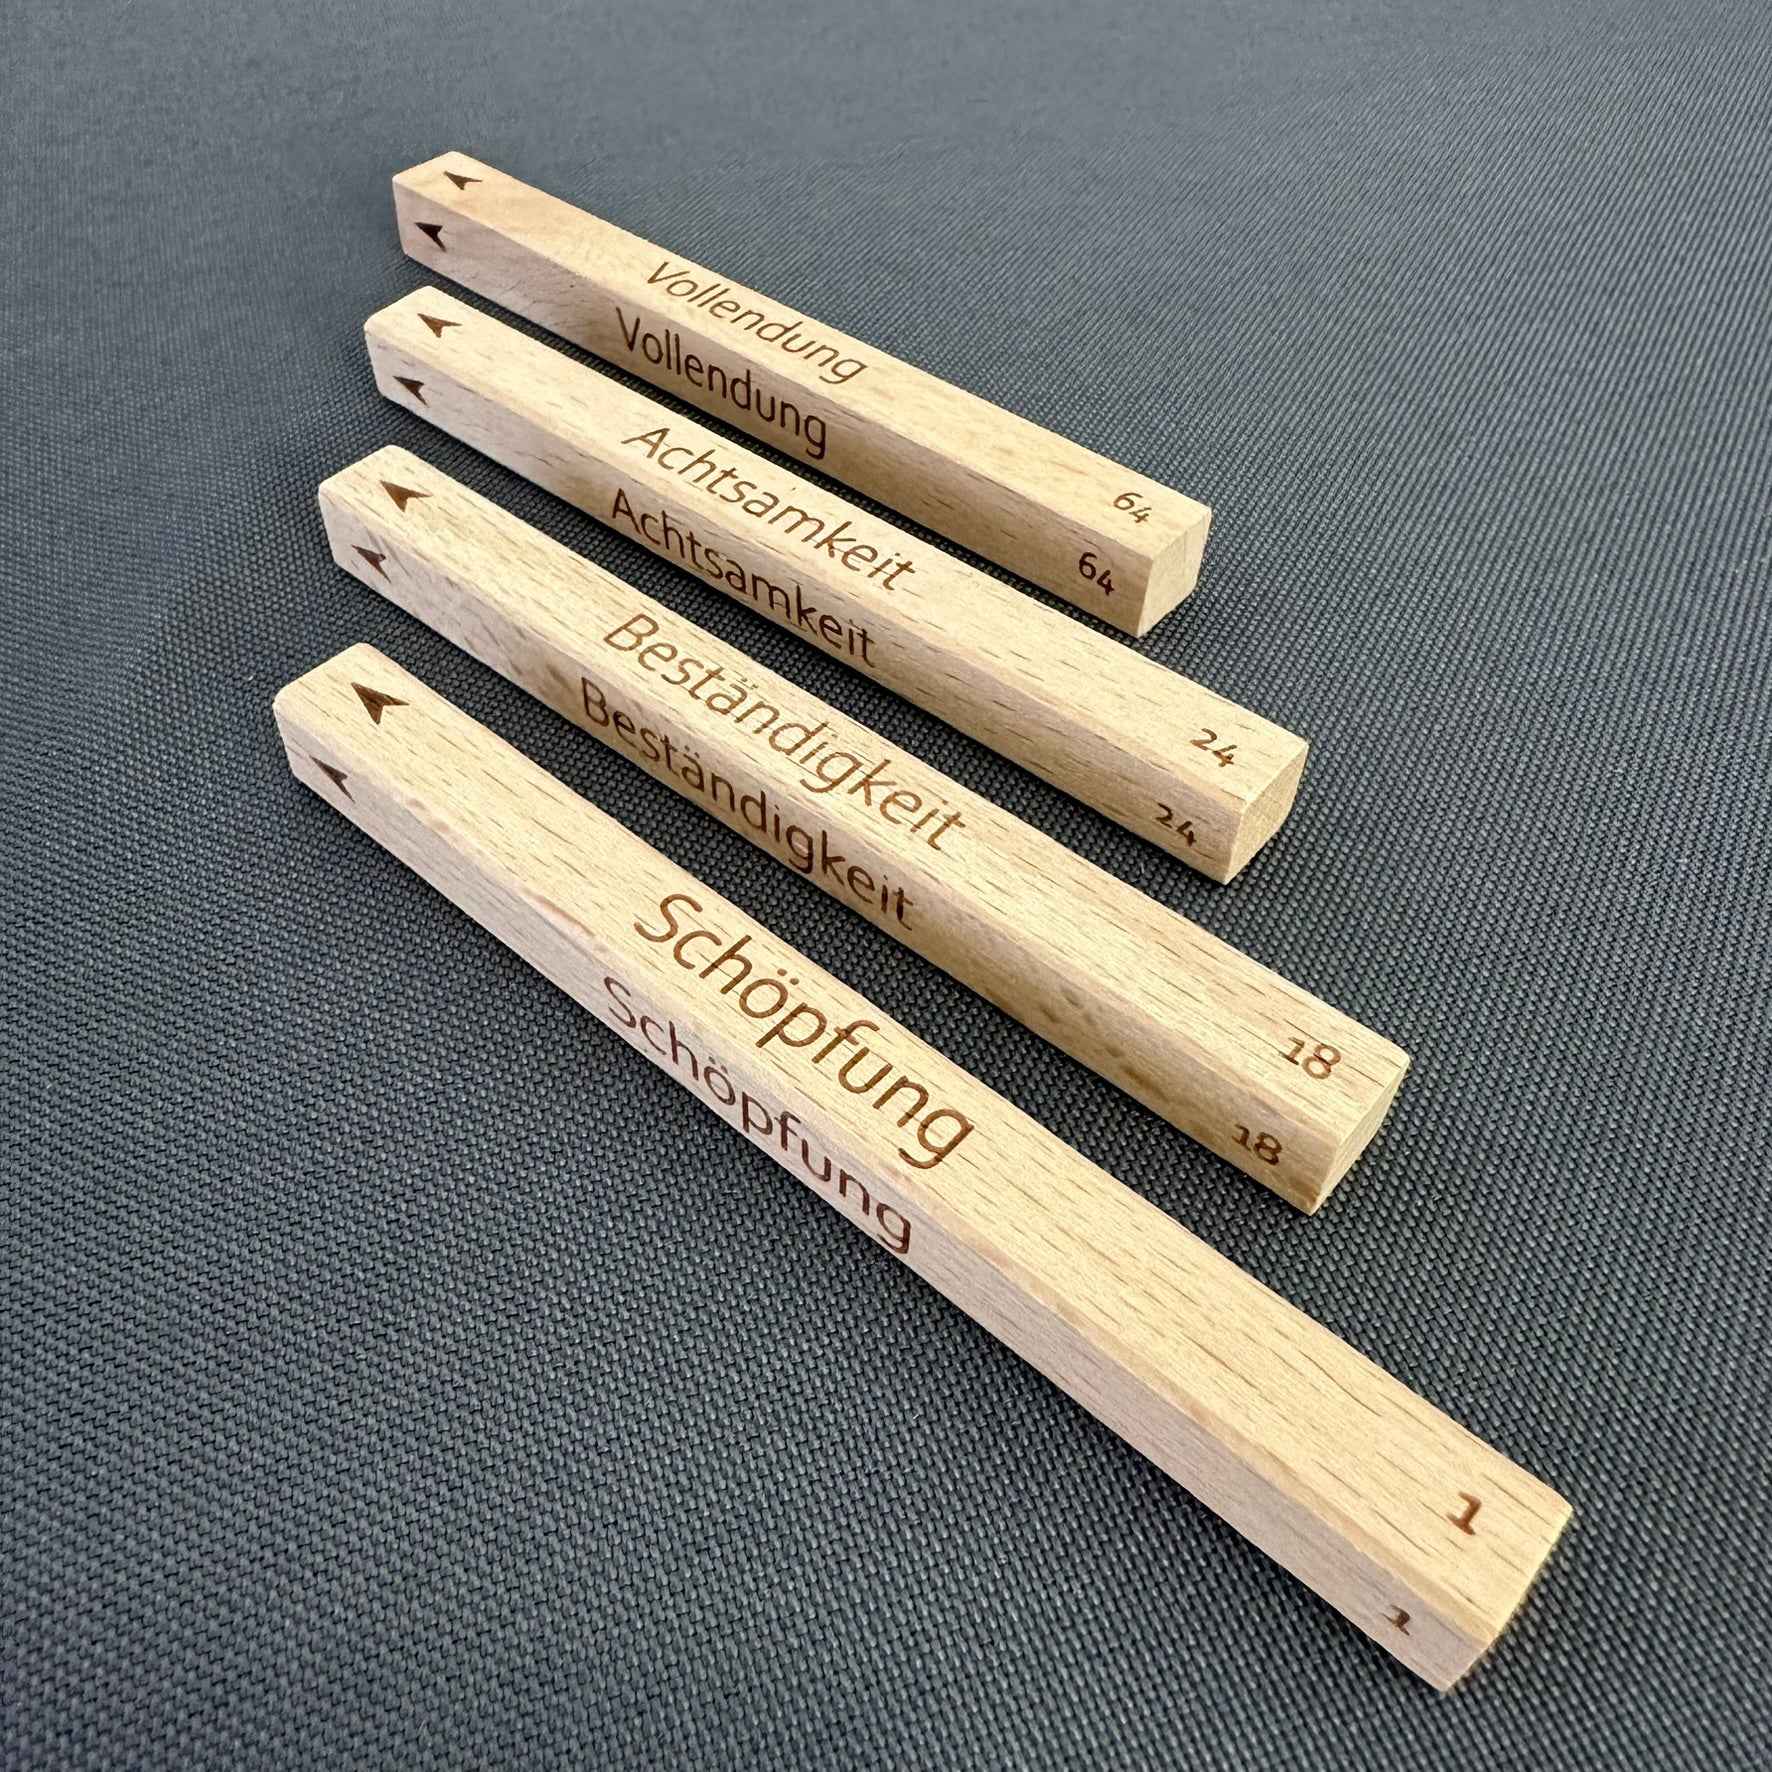 Vollendung 64
Vollendung 64
Achtsamkeit 24
Achtsamkeit 24
Beständigkeit 18
Beständigkeit 18
Schöpfung 1
Schöpfung 1